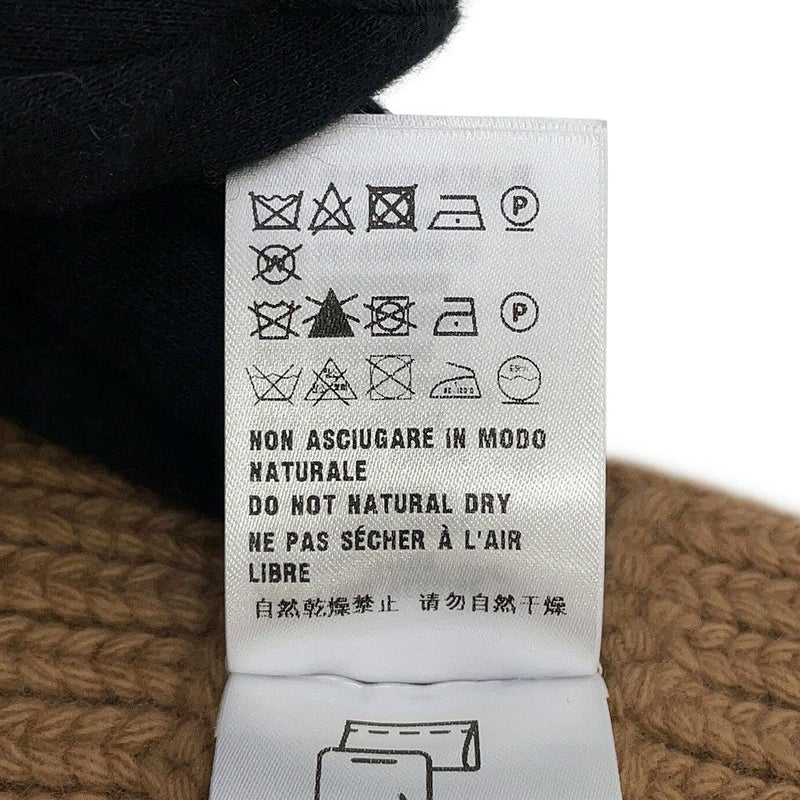 P
W
P
NON ASCIUGARE IN MODO
NATURALE
DO NOT NATURAL DRY
NE PAS SÉCHER À L'AIR
LIBRE
自然乾燥禁止 请勿自然干燥